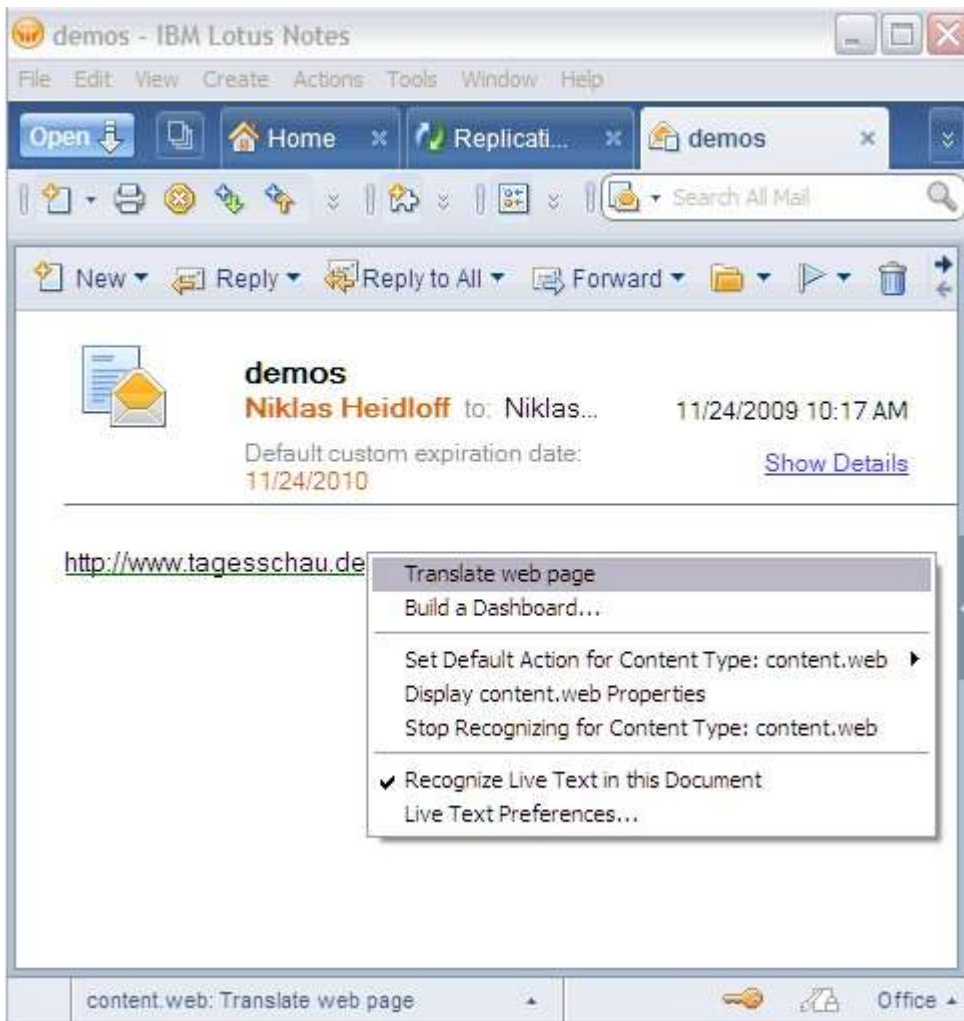 demos - IBM Lotus Notes
File Edit View Create Actions Tools Window Help
Open Home Replicati... demos
Search All Mail
New Reply Reply to All Forward
demos
Niklas Heidloff to: Niklas... 11/24/2009 10:17 AM
Default custom expiration date:
11/24/2010
Show Details
http://www.tagesschau.de
Translate web page
Build a Dashboard...
Set Default Action for Content Type: content.web
Display content.web Properties
Stop Recognizing for Content Type: content.web
Recognize Live Text in this Document
Live Text Preferences...
content.web: Translate web page Office